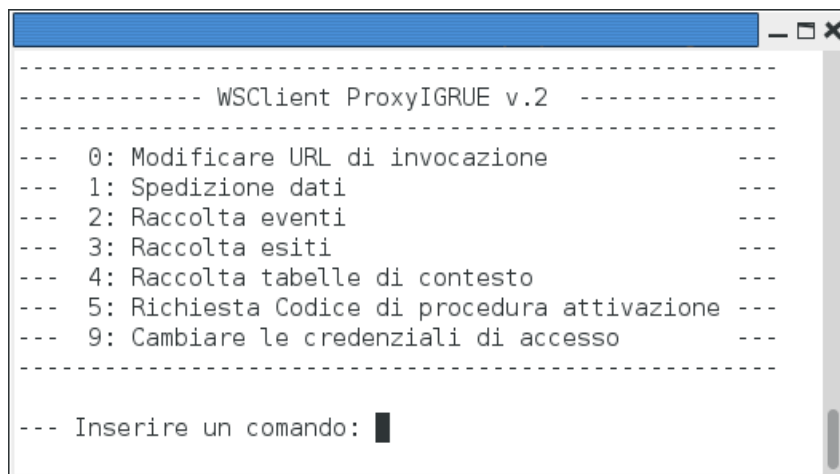 ------------------------------------------------------
------------- WSClient ProxyIGRUE v.2  --------------
------------------------------------------------------
---  0: Modificare URL di invocazione              ---
---  1: Spedizione dati                            ---
---  2: Raccolta eventi                            ---
---  3: Raccolta esiti                             ---
---  4: Raccolta tabelle di contesto               ---
---  5: Richiesta Codice di procedura attivazione ---
---  9: Cambiare le credenziali di accesso         ---
------------------------------------------------------
--- Inserire un comando: